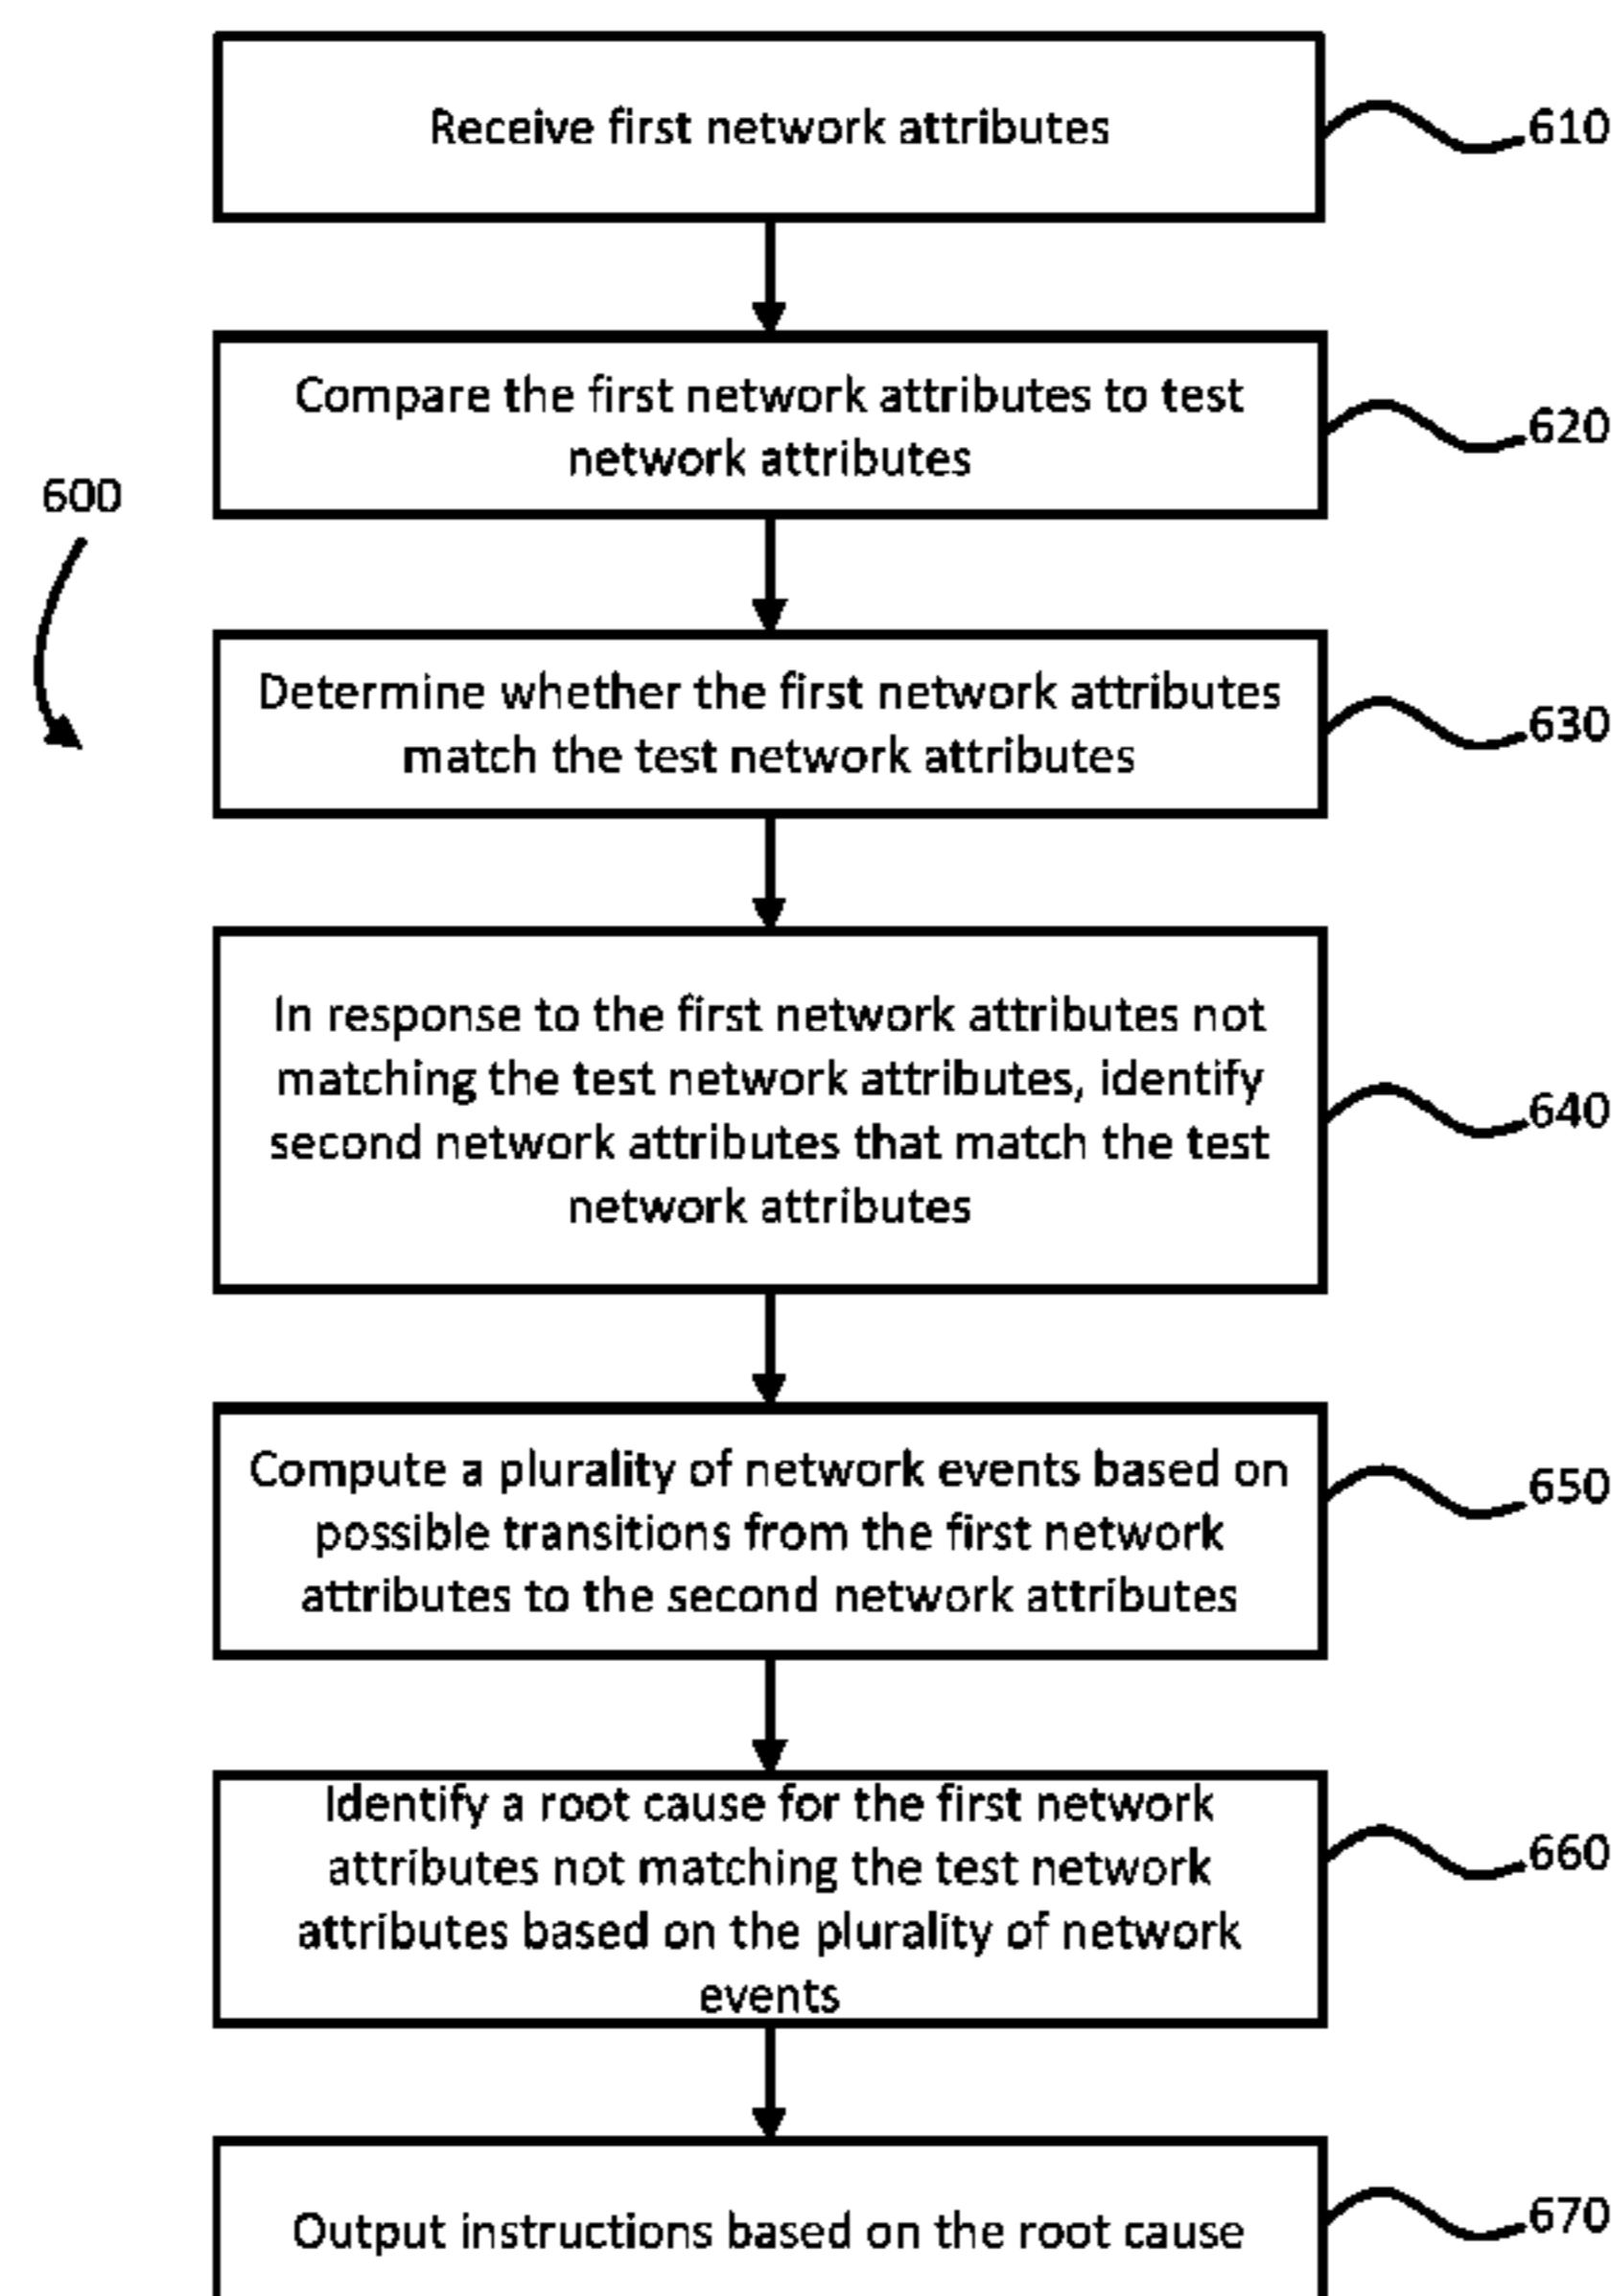 Receive first network attributes
610
Compare the first network attributes to test
network attributes
620
600
Determine whether the first network attributes
match the test network attributes
630
In response to the first network attributes not
matching the test network attributes, identify
second network attributes that match the test
network attributes
640
Compute a plurality of network events based on
possible transitions from the first network
attributes to the second network attributes
650
Identify a root cause for the first network
attributes not matching the test network
attributes based on the plurality of network
events
660
Output instructions based on the root cause
670